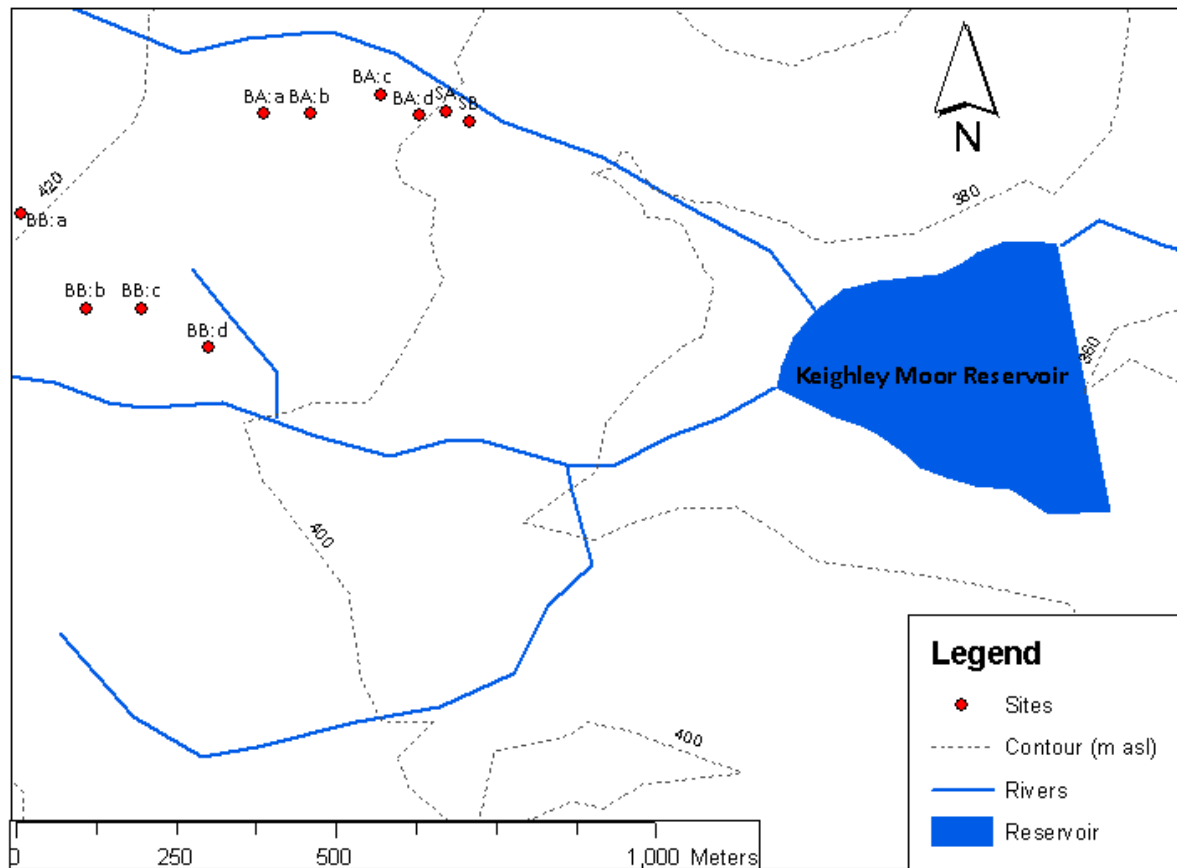 BA:a
BA:b
BA:c
BA:d
SA
SB
N
420
380
BB:a
BB:b
BB:c
BB:d
360
Keighley Moor Reservoir
400
400
Legend
Sites
Contour (m asl)
Rivers
Reservoir
0 250 500 1,000 Meters